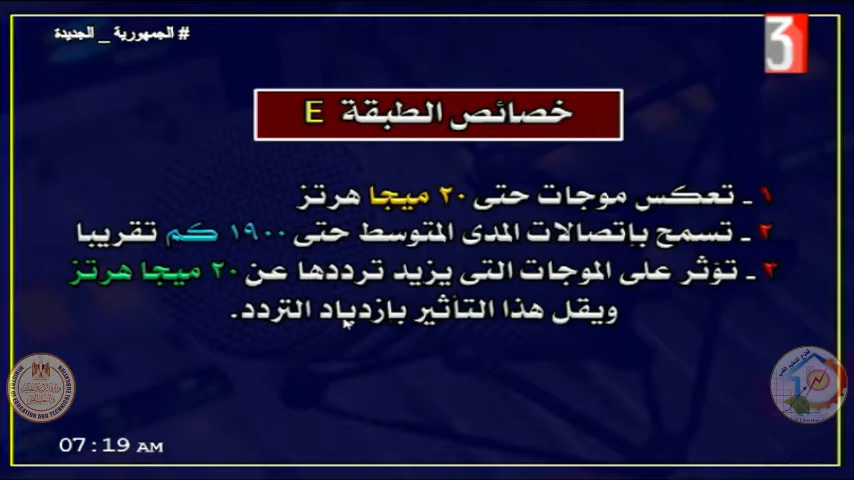 # الجمهورية _ الجديدة
3
خصائص الطبقة E
١ - تعكس موجات حتى ٢٠ ميجا هرتز
٢ - تسمح بإتصالات المدى المتوسط حتى ١٩٠٠ كم تقريبا
٣ - تؤثر على الموجات التى يزيد ترددها عن ٢٠ ميجا هرتز
ويقل هذا التأثير بإزدياد التردد.
07:19 AM